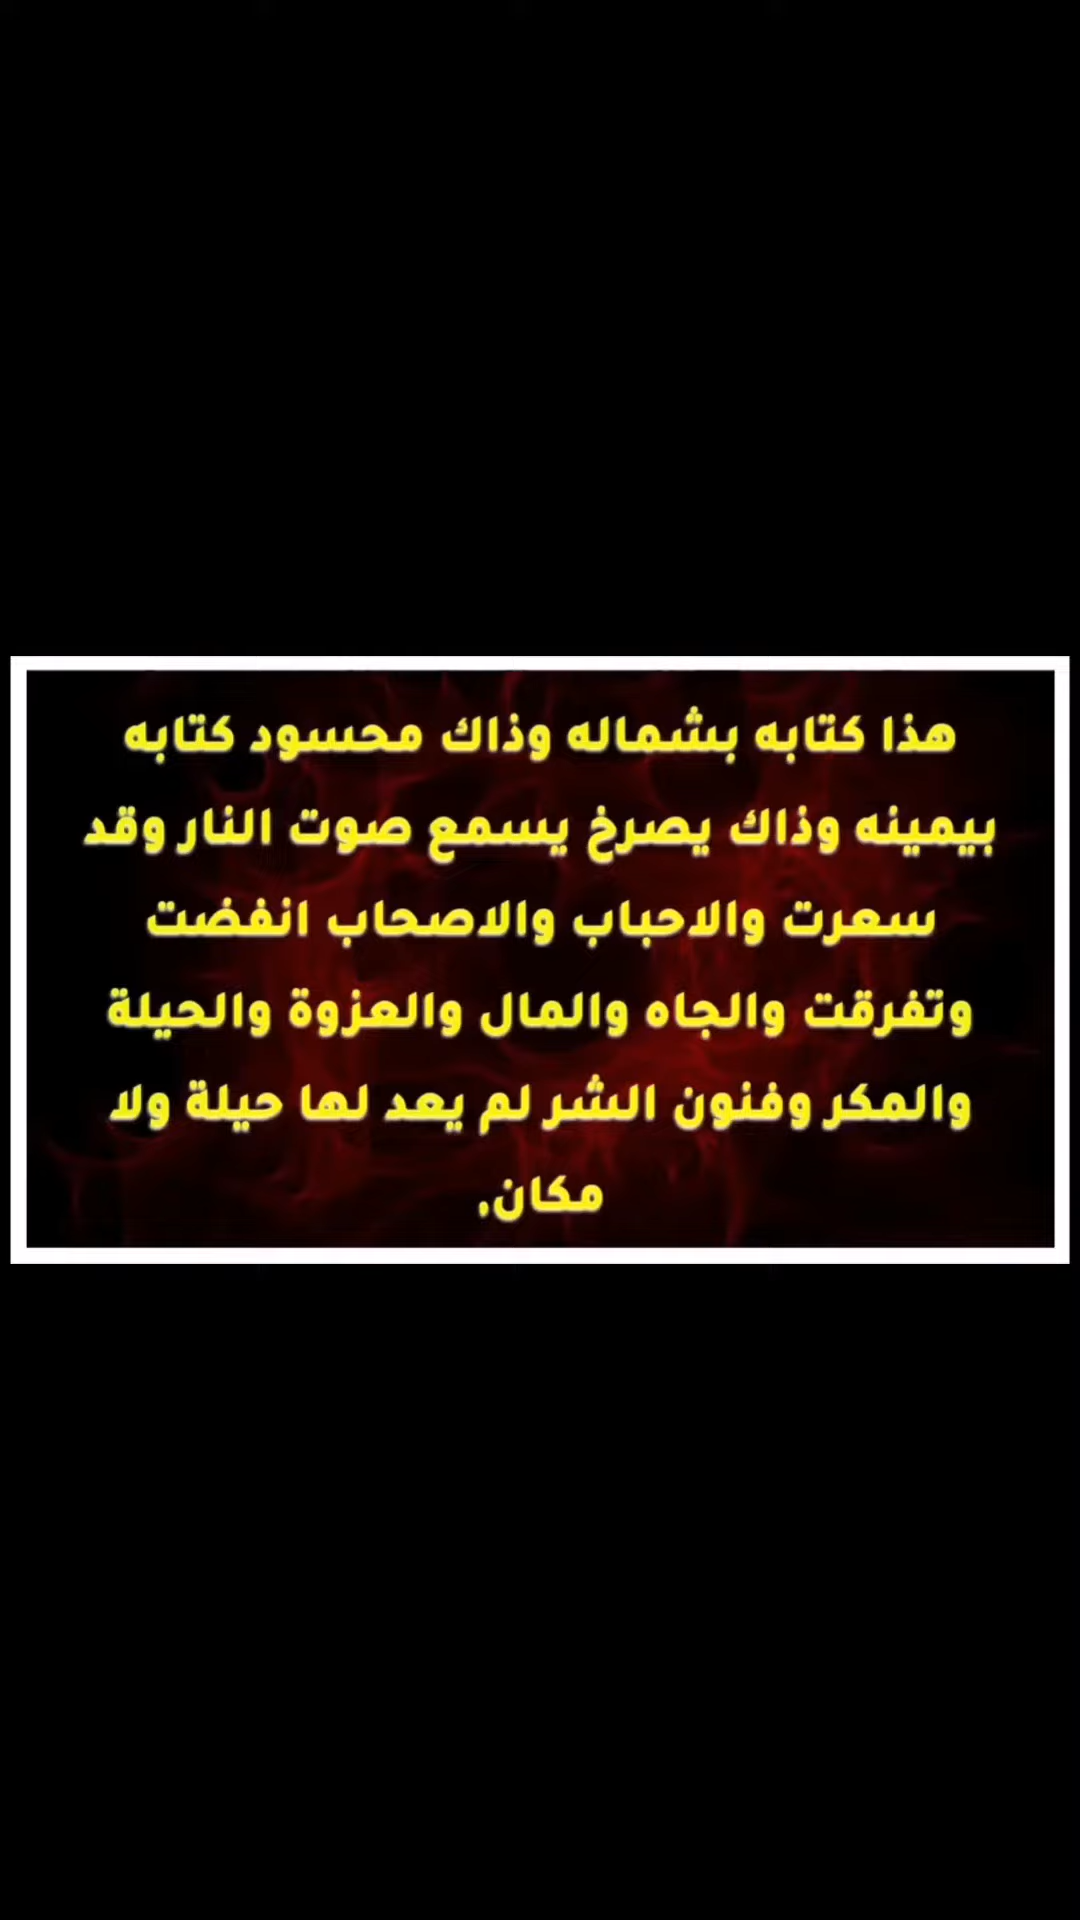 هذا كتابه بشماله وذاك محسود كتابه
بيمينه وذاك يصرخ يسمع صوت النار وقد
سعرت والاحباب والاصحاب انفضت
وتفرقت والجاه والمال والعزوة والحيلة
والمكر وفنون الشر لم يعد لها حيلة ولا
مكان.